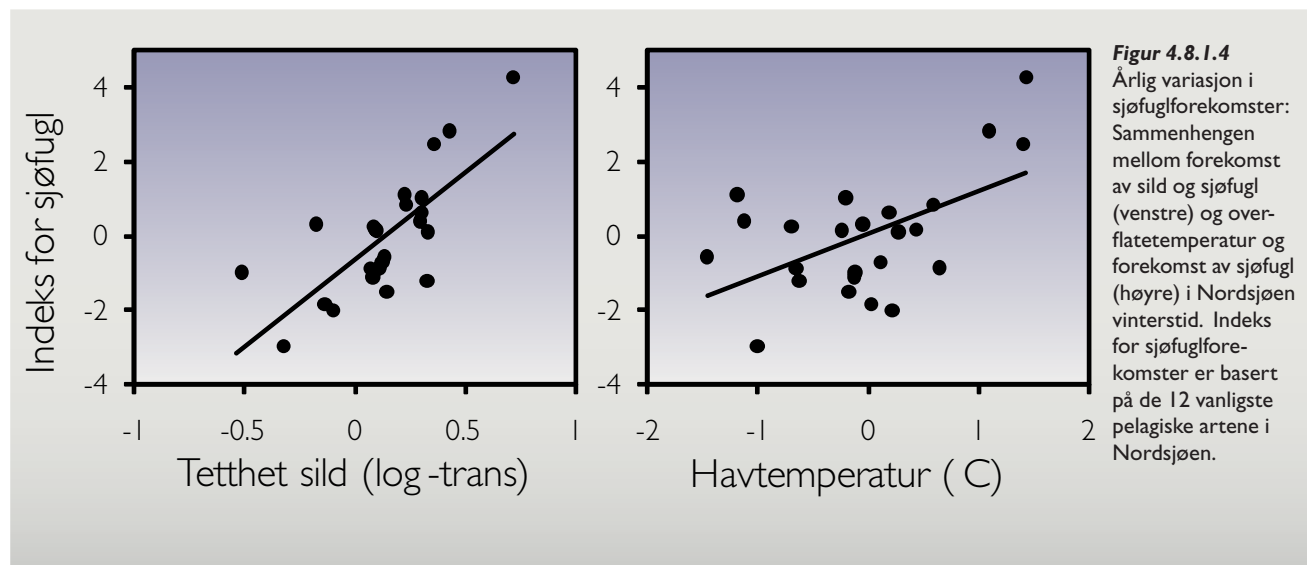 Indeks for sjøfugl
4
2
0
-2
-4
-1
-0.5
0
0.5
1
Tetthet sild (log-trans)
4
2
0
-2
-4
-2
-1
0
1
2
Havtemperatur ( C)
Figur 4.8.1.4
Årlig variasjon i
sjøfuglforekomster:
Sammenhengen
mellom forekomst
av sild og sjøfugl
(venstre) og over-
flatetemperatur og
forekomst av sjøfugl
(høyre) i Nordsjøen
vinterstid. Indeks
for sjøfuglfore-
komster er basert
på de 12 vanligste
pelagiske artene i
Nordsjøen.